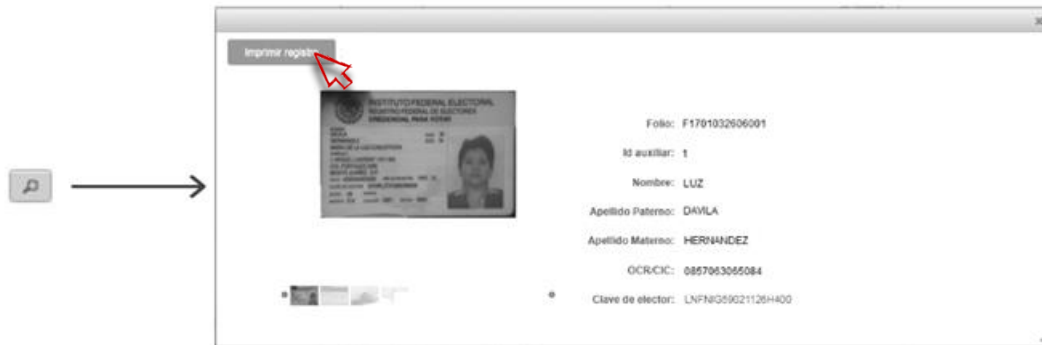 Imprimir registro
INSTITUTO FEDERAL ELECTORAL
REGISTRO FEDERAL DE ELECTORES
CREDENCIAL PARA VOTAR
Folio: F1701032606001
Id auxiliar: 1
Nombre: LUZ
Apellido Paterno: DAVILA
Apellido Materno: HERNANDEZ
OCR/CIC: 0857063065084
Clave de elector: LNFNIG59021126H400